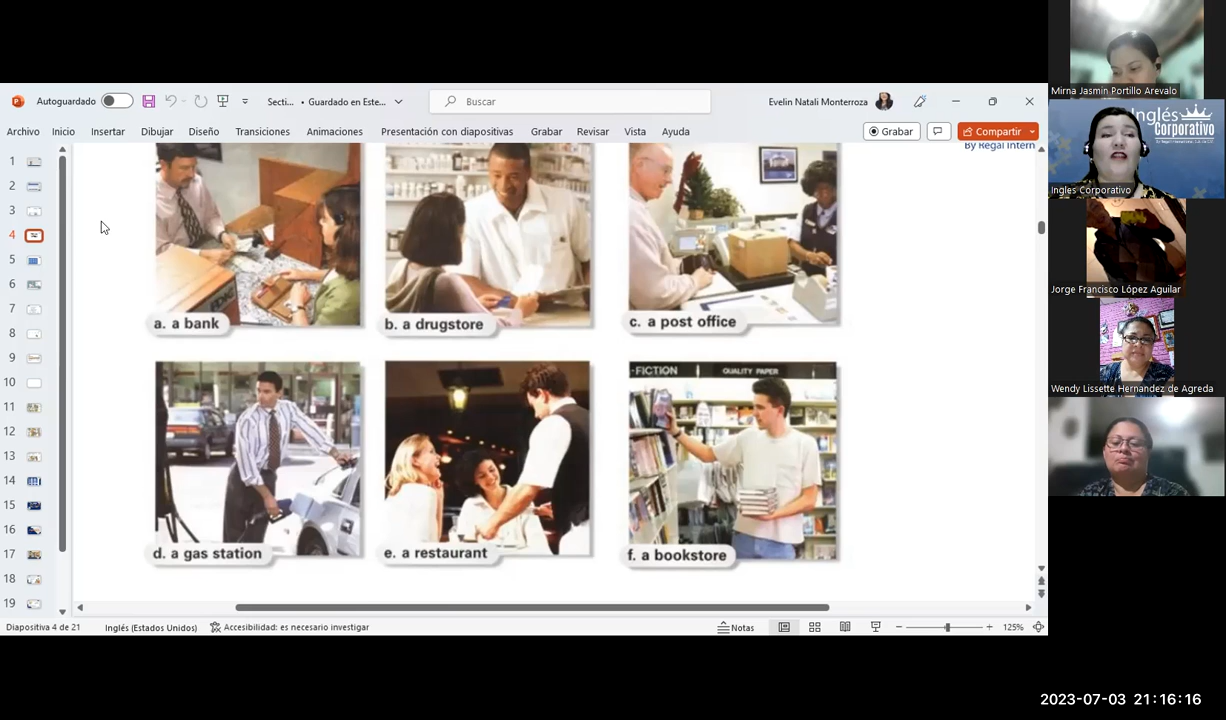 Autoguardado
Secti... • Guardado en Este...
Buscar
Evelin Natali Monterroza
Archivo Inicio Insertar Dibujar Diseño Transiciones Animaciones Presentación con diapositivas Grabar Revisar Vista Ayuda
Grabar
Compartir
By Regal Intern
1
2
3
4
5
6
7
8
9
10
11
12
13
14
15
16
17
18
19
a. a bank
b. a drugstore
c. a post office
-FICTION
QUALITY PAPER
d. a gas station
e. a restaurant
f. a bookstore
Diapositiva 4 de 21
Inglés (Estados Unidos)
Accesibilidad: es necesario investigar
Notas
125%
Mirna Jasmin Portillo Arevalo
Inglés
Corporativo
Ingles Corporativo
Jorge Francisco López Aguilar
Wendy Lissette Hernandez de Agreda
2023-07-03 21:16:16